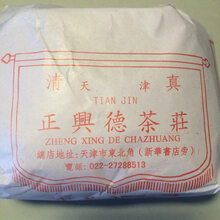 清 天 津 真
TIAN JIN
正興德茶莊
ZHENG XING DE CHAZHUANG
總店地址:天津市東北角(新華書店旁)
電話:022-27288513